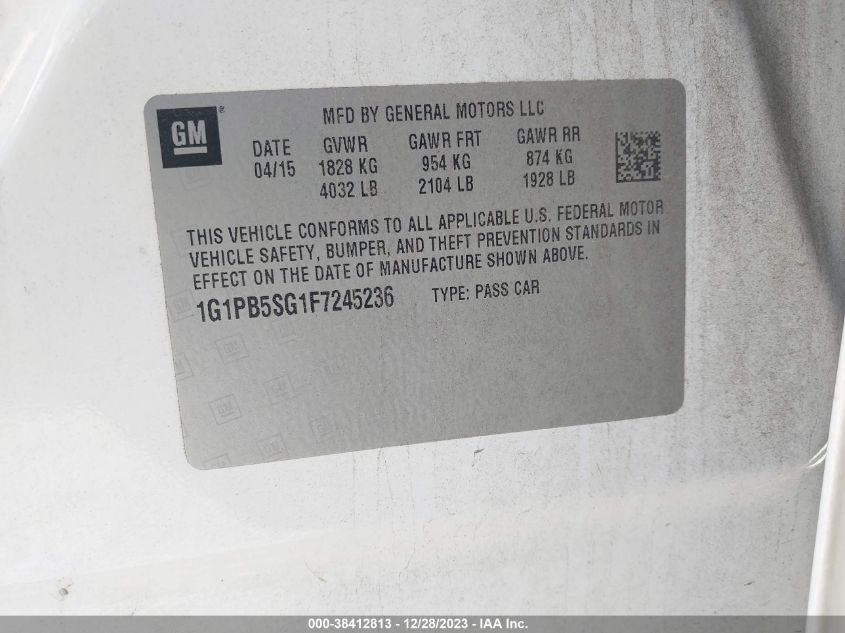 GM ®
MFD BY GENERAL MOTORS LLC
DATE GVWR GAWR FRT GAWR RR
04/15 1828 KG 954 KG 874 KG
4032 LB 2104 LB 1928 LB
THIS VEHICLE CONFORMS TO ALL APPLICABLE U.S. FEDERAL MOTOR
VEHICLE SAFETY, BUMPER, AND THEFT PREVENTION STANDARDS IN
EFFECT ON THE DATE OF MANUFACTURE SHOWN ABOVE.
1G1PB5SG1F7245236 TYPE: PASS CAR
000-38412813 - 12/28/2023 - IAA Inc.